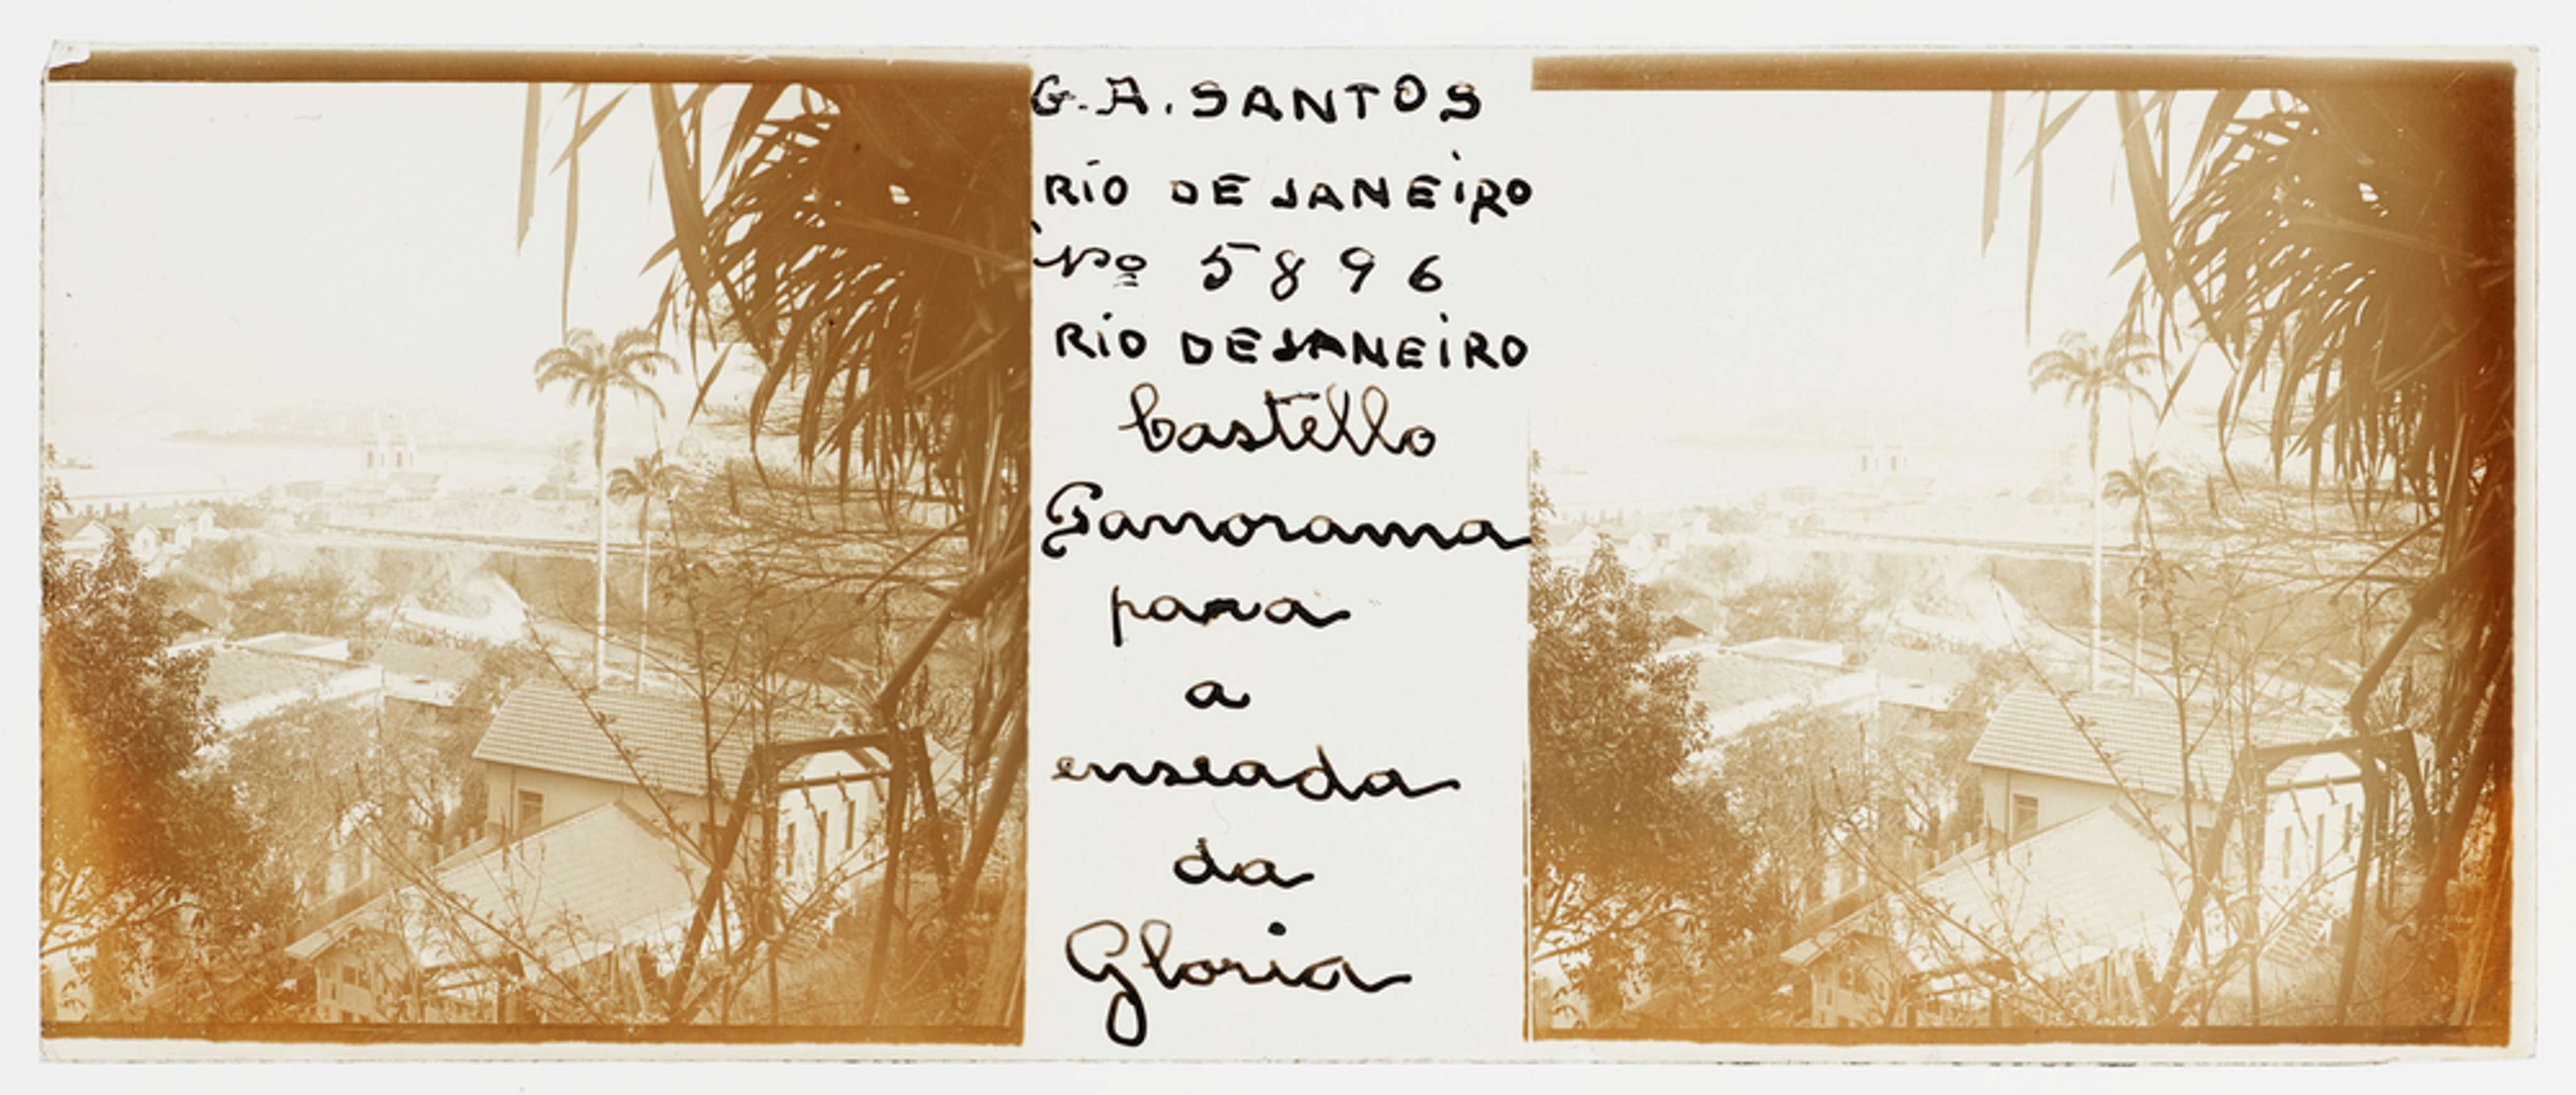 G. A. SANTOS
RIO DE JANEIRO
Nº 5896
RIO DE JANEIRO
Castello
Panorama
para
a
enseada
da
Gloria